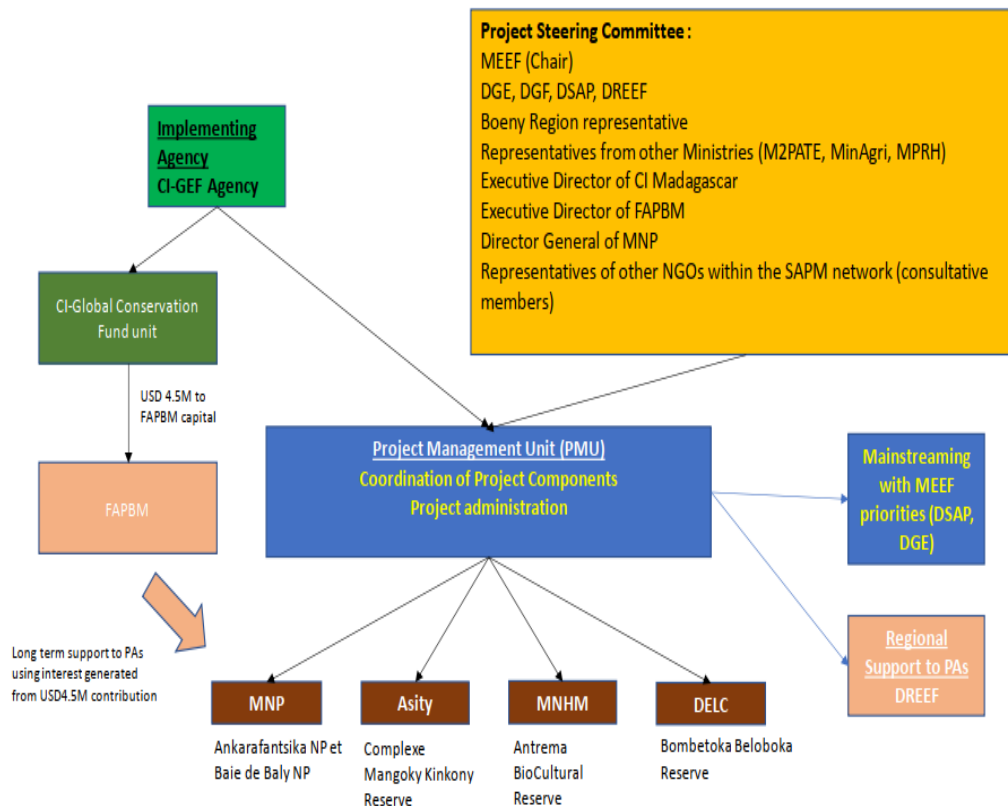 Project Steering Committee :
MEEF (Chair)
DGE, DGF, DSAP, DREEF
Boeny Region representative
Representatives from other Ministries (M2PATE, MinAgri, MPRH)
Executive Director of CI Madagascar
Executive Director of FAPBM
Director General of MNP
Representatives of other NGOs within the SAPM network (consultative
members)
Implementing
Agency
CI-GEF Agency
CI-Global Conservation
Fund unit
USD 4.5M to
FAPBM capital
FAPBM
Long term support to PAs
using interest generated
from USD4.5M contribution
Project Management Unit (PMU)
Coordination of Project Components
Project administration
Mainstreaming
with MEEF
priorities (DSAP,
DGE)
Regional
Support to PAs
DREEF
MNP
Ankarafantsika NP et
Baie de Baly NP
Asity
Complexe
Mangoky Kinkony
Reserve
MNHM
Antrema
BioCultural
Reserve
DELC
Bombetoka Beloboka
Reserve